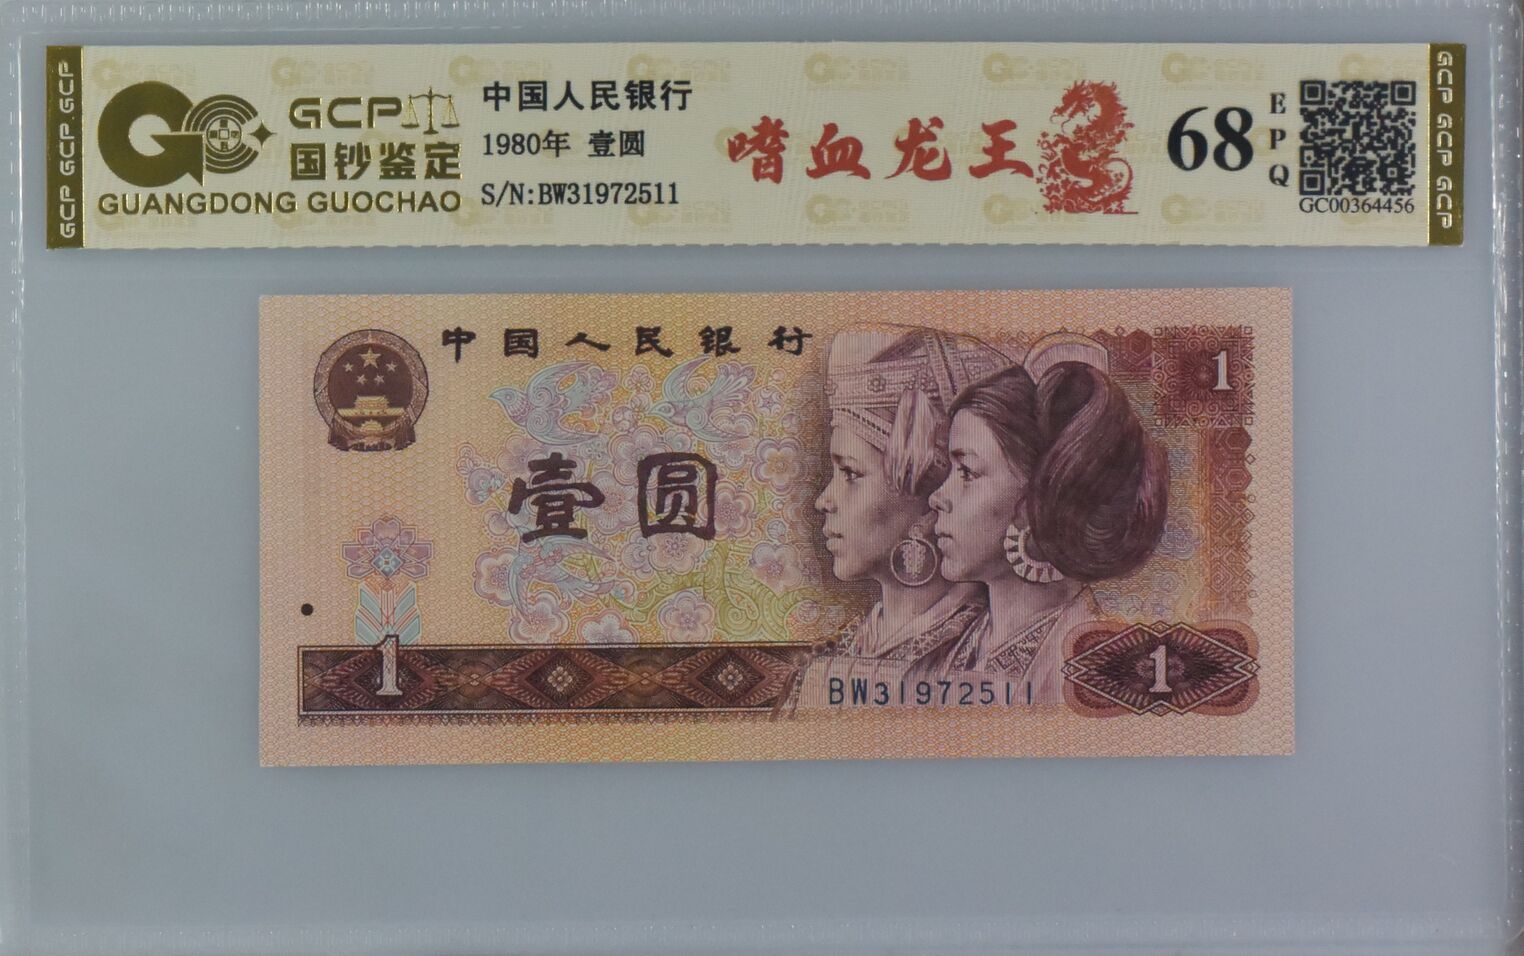 GCP
国钞鉴定
GUANGDONG GUOCHAO
中国人民银行
1980年 壹圆
S/N:BW31972511
嗜血龙王
68
EPQ
GC00364456
GCP GCP.GCP
GCP GCP GCP
中国人民银行
1
壹圆
1
BW31972511
1